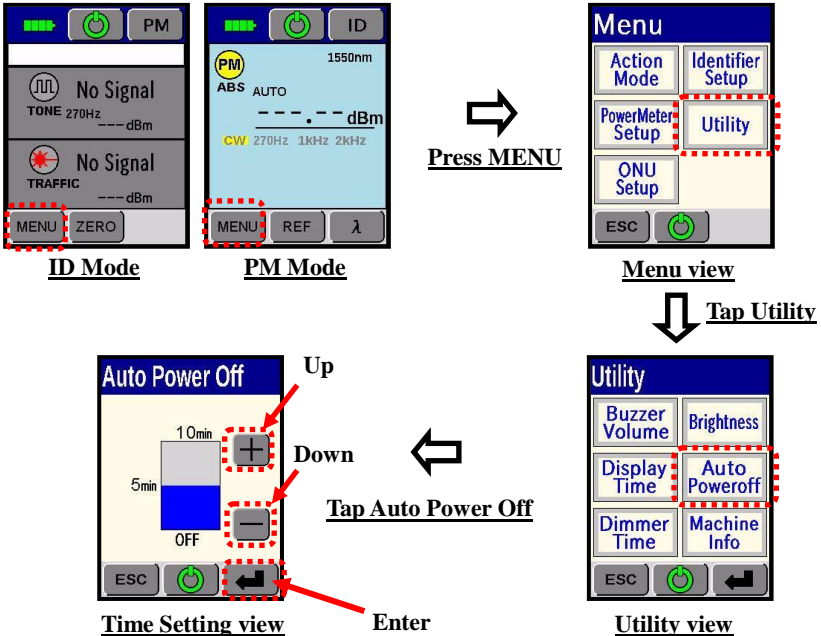 PM
No Signal
TONE 270Hz
---dBm
No Signal
TRAFFIC
---dBm
MENU ZERO
ID Mode
ID
PM
1550nm
ABS AUTO
---.--dBm
CW 270Hz 1kHz 2kHz
MENU REF λ
PM Mode
Press MENU
Menu
Action
Mode
Identifier
Setup
PowerMeter
Setup
Utility
ONU
Setup
ESC
Menu view
Tap Utility
Utility
Buzzer
Volume
Brightness
Display
Time
Auto
Poweroff
Dimmer
Time
Machine
Info
ESC
Utility view
Tap Auto Power Off
Auto Power Off
10min
5min
OFF
ESC
Up
Down
Enter
Time Setting view